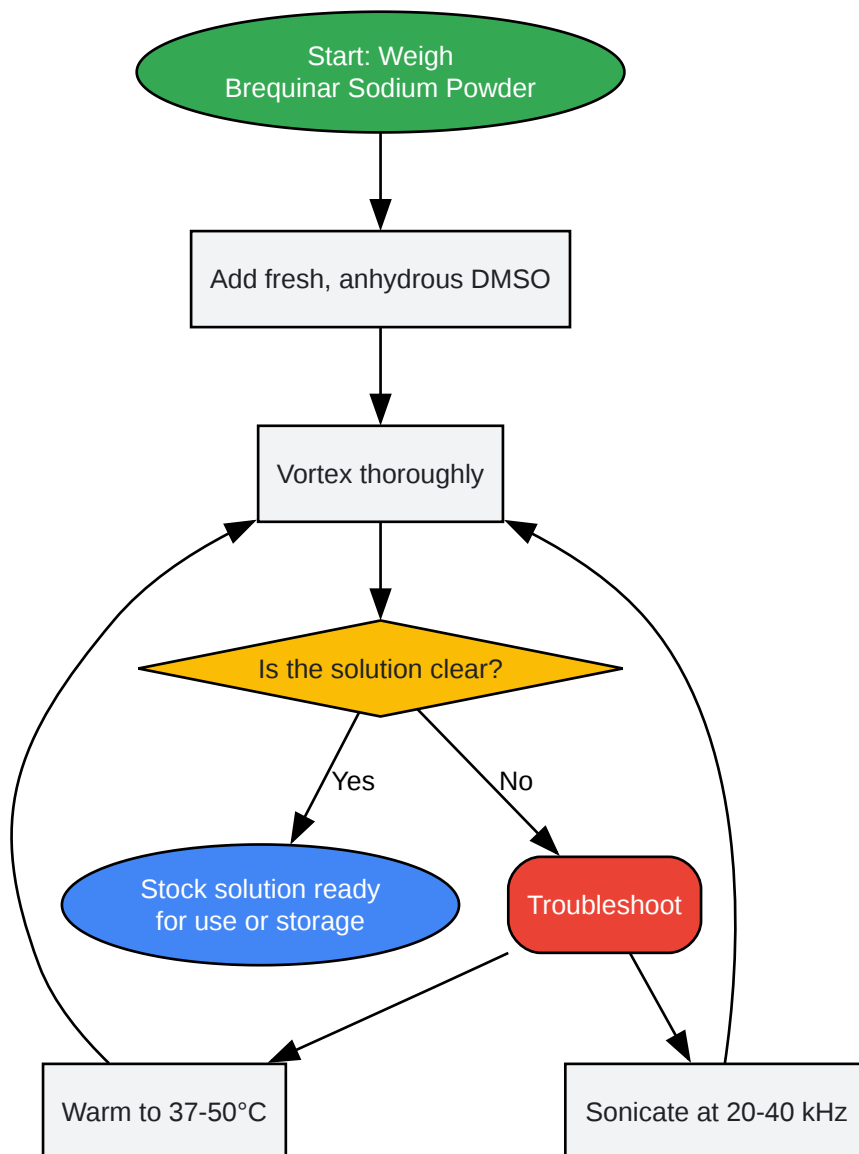 Start: Weigh
Brequinar Sodium Powder
Add fresh, anhydrous DMSO
Vortex thoroughly
Is the solution clear?
Yes
No
Stock solution ready
for use or storage
Troubleshoot
Warm to 37-50°C
Sonicate at 20-40 kHz